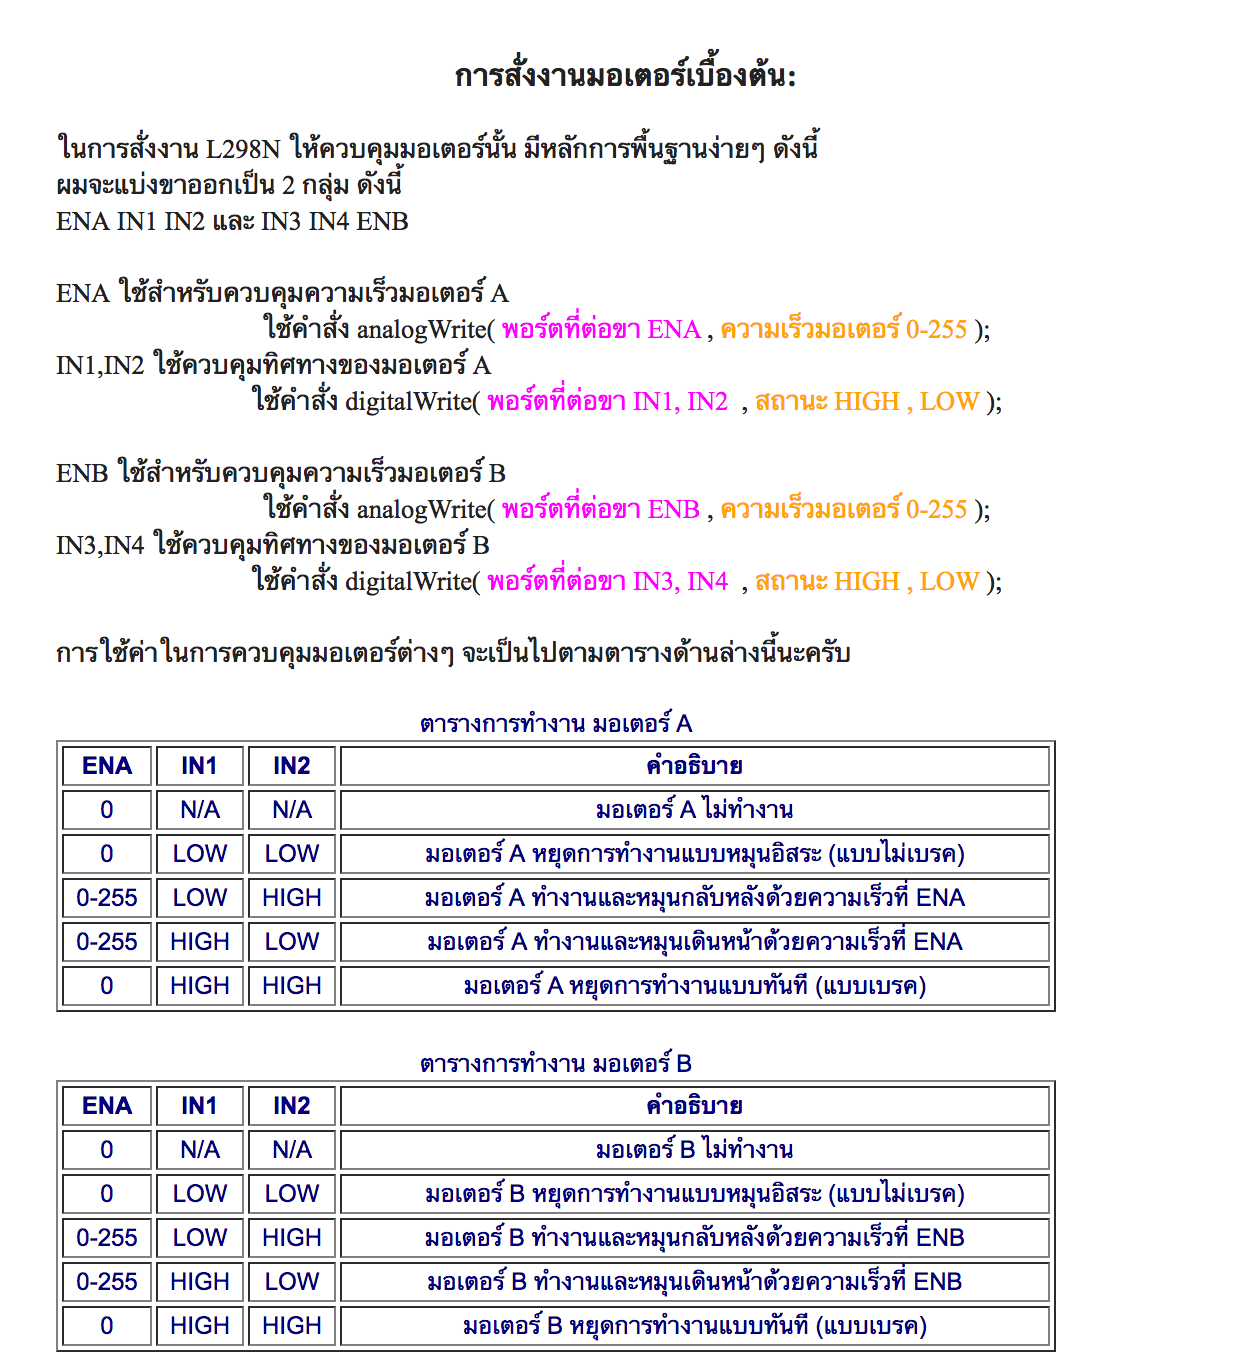 การสั่งงานมอเตอร์เบื้องต้น:
ในการสั่งงาน L298N ให้ควบคุมมอเตอร์นั้น มีหลักการพื้นฐานง่ายๆ ดังนี้
ผมจะแบ่งขาออกเป็น 2 กลุ่ม ดังนี้
ENA IN1 IN2 และ IN3 IN4 ENB
ENA ใช้สำหรับควบคุมความเร็วมอเตอร์ A
ใช้คำสั่ง analogWrite( พอร์ตที่ต่อขา ENA , ความเร็วมอเตอร์ 0-255 );
IN1,IN2 ใช้ควบคุมทิศทางของมอเตอร์ A
ใช้คำสั่ง digitalWrite( พอร์ตที่ต่อขา IN1, IN2 , สถานะ HIGH , LOW );
ENB ใช้สำหรับควบคุมความเร็วมอเตอร์ B
ใช้คำสั่ง analogWrite( พอร์ตที่ต่อขา ENB , ความเร็วมอเตอร์ 0-255 );
IN3,IN4 ใช้ควบคุมทิศทางของมอเตอร์ B
ใช้คำสั่ง digitalWrite( พอร์ตที่ต่อขา IN3, IN4 , สถานะ HIGH , LOW );
การใช้ค่าในการควบคุมมอเตอร์ต่างๆ จะเป็นไปตามตารางด้านล่างนี้นะครับ
ตารางการทำงาน มอเตอร์ A
ENA IN1 IN2 คำอธิบาย
0 N/A N/A มอเตอร์ A ไม่ทำงาน
0 LOW LOW มอเตอร์ A หยุดการทำงานแบบหมุนอิสระ (แบบไม่เบรค)
0-255 LOW HIGH มอเตอร์ A ทำงานและหมุนกลับหลังด้วยความเร็วที่ ENA
0-255 HIGH LOW มอเตอร์ A ทำงานและหมุนเดินหน้าด้วยความเร็วที่ ENA
0 HIGH HIGH มอเตอร์ A หยุดการทำงานแบบทันที (แบบเบรค)
ตารางการทำงาน มอเตอร์ B
ENA IN1 IN2 คำอธิบาย
0 N/A N/A มอเตอร์ B ไม่ทำงาน
0 LOW LOW มอเตอร์ B หยุดการทำงานแบบหมุนอิสระ (แบบไม่เบรค)
0-255 LOW HIGH มอเตอร์ B ทำงานและหมุนกลับหลังด้วยความเร็วที่ ENB
0-255 HIGH LOW มอเตอร์ B ทำงานและหมุนเดินหน้าด้วยความเร็วที่ ENB
0 HIGH HIGH มอเตอร์ B หยุดการทำงานแบบทันที (แบบเบรค)